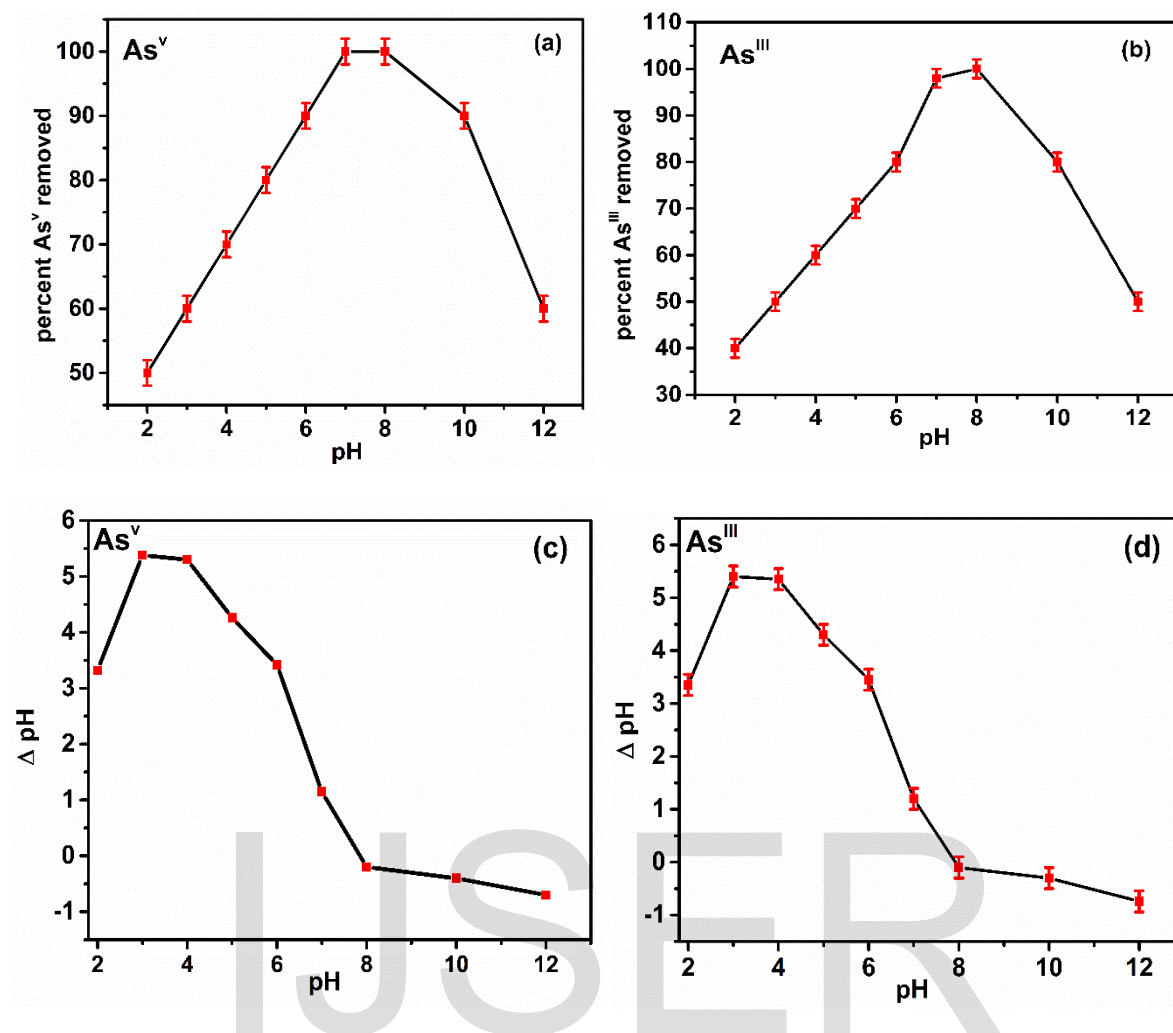 As^V
(a)
percent As^V removed
100
90
80
70
60
50
2 4 6 8 10 12
pH
As^III
(b)
percent As^III removed
110
100
90
80
70
60
50
40
30
2 4 6 8 10 12
pH
As^V
(c)
Δ pH
6
5
4
3
2
1
0
-1
2 4 6 8 10 12
pH
As^III
(d)
Δ pH
6
5
4
3
2
1
0
-1
2 4 6 8 10 12
pH
IJSER